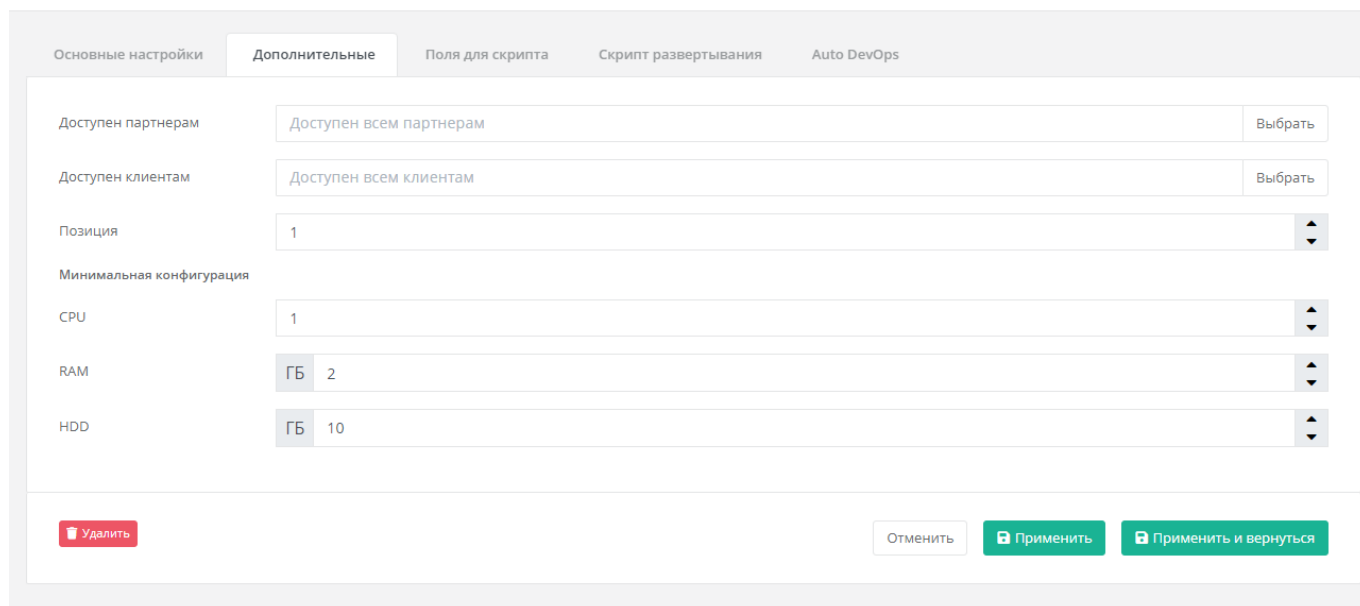 Основные настройки Дополнительные Поля для скрипта Скрипт развертывания Auto DevOps
Доступен партнерам Доступен всем партнерам Выбрать
Доступен клиентам Доступен всем клиентам Выбрать
Позиция 1
Минимальная конфигурация
CPU 1
RAM ГБ 2
HDD ГБ 10
Удалить Отменить Применить Применить и вернуться